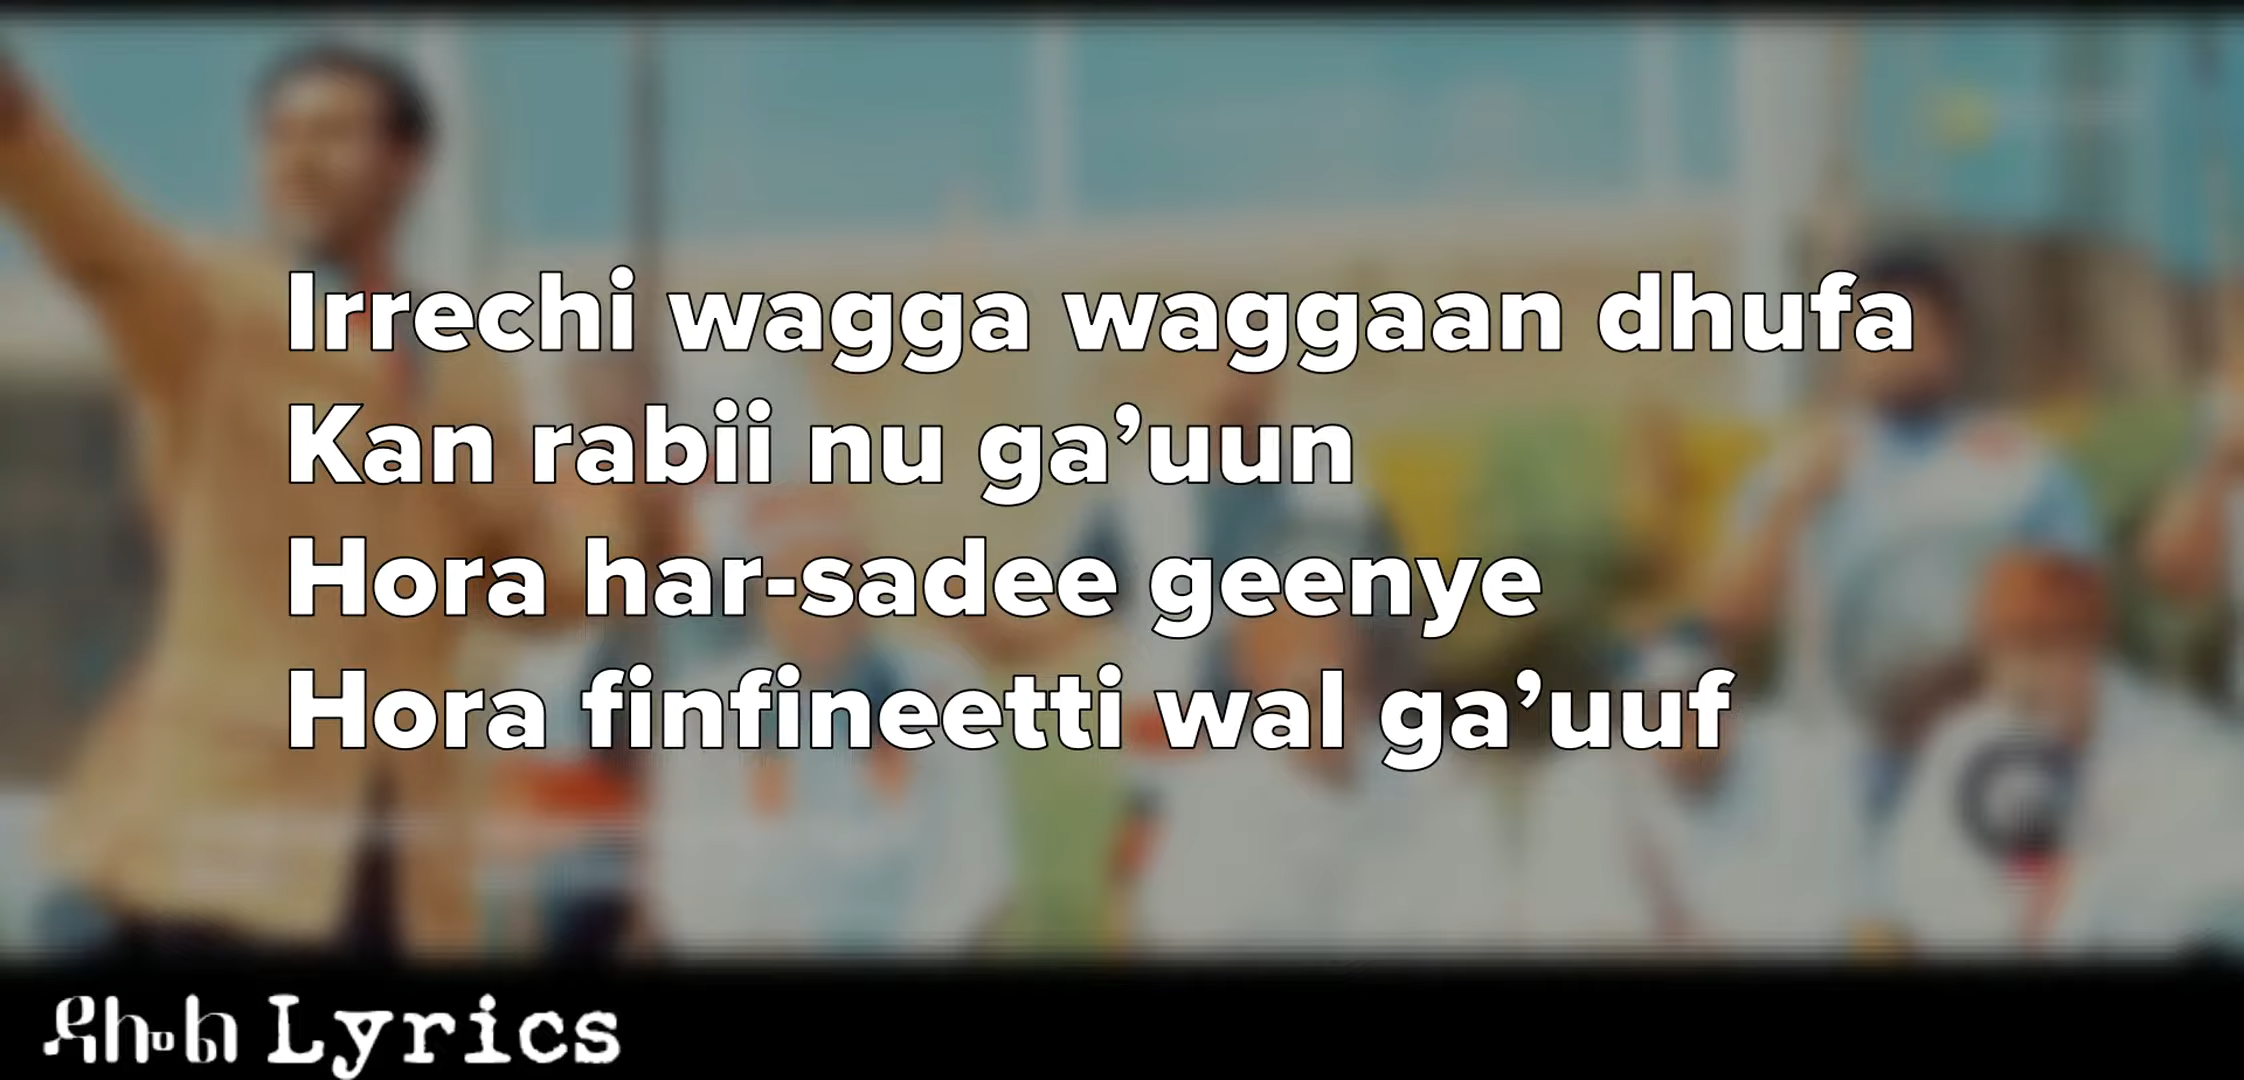 Irrechi wagga waggaan dhufa
Kan rabii nu ga’uun
Hora har-sadee geenye
Hora finfineetti wal ga’uuf
Lyrics